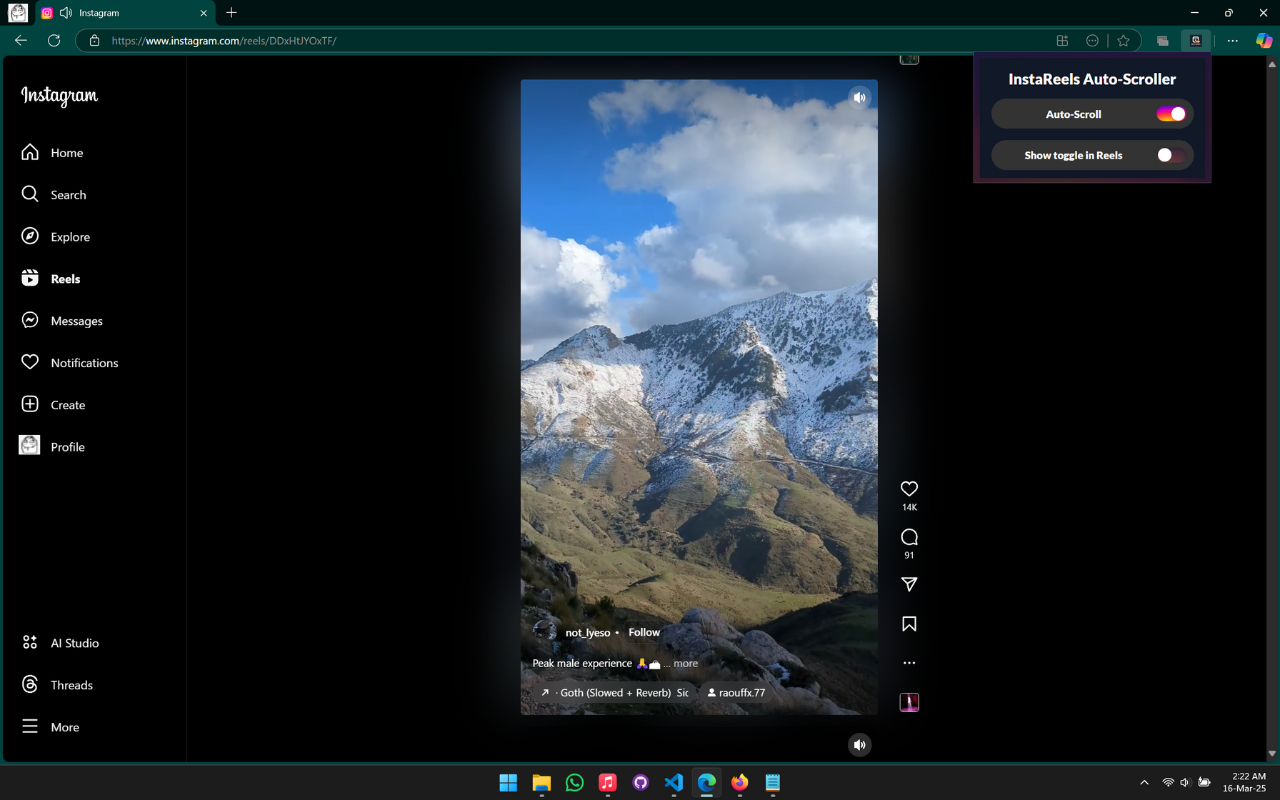 Instagram
https://www.instagram.com/reels/DDxHtJYOxTF/
Instagram
Home
Search
Explore
Reels
Messages
Notifications
Create
Profile
AI Studio
Threads
More
InstaReels Auto-Scroller
Auto-Scroll
Show toggle in Reels
14K
91
not_lyeso • Follow
Peak male experience 🙏🏔️ ... more
· Goth (Slowed + Reverb) Sic
raouffx.77
2:22 AM
16-Mar-25